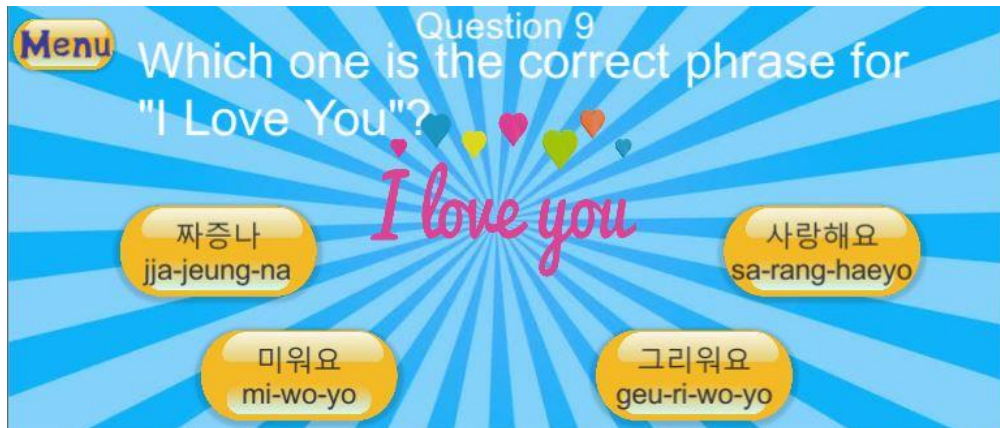 Menu
Question 9
Which one is the correct phrase for
"I Love You"?
I love you
짜증나
jja-jeung-na
사랑해요
sa-rang-haeyo
미워요
mi-wo-yo
그리워요
geu-ri-wo-yo